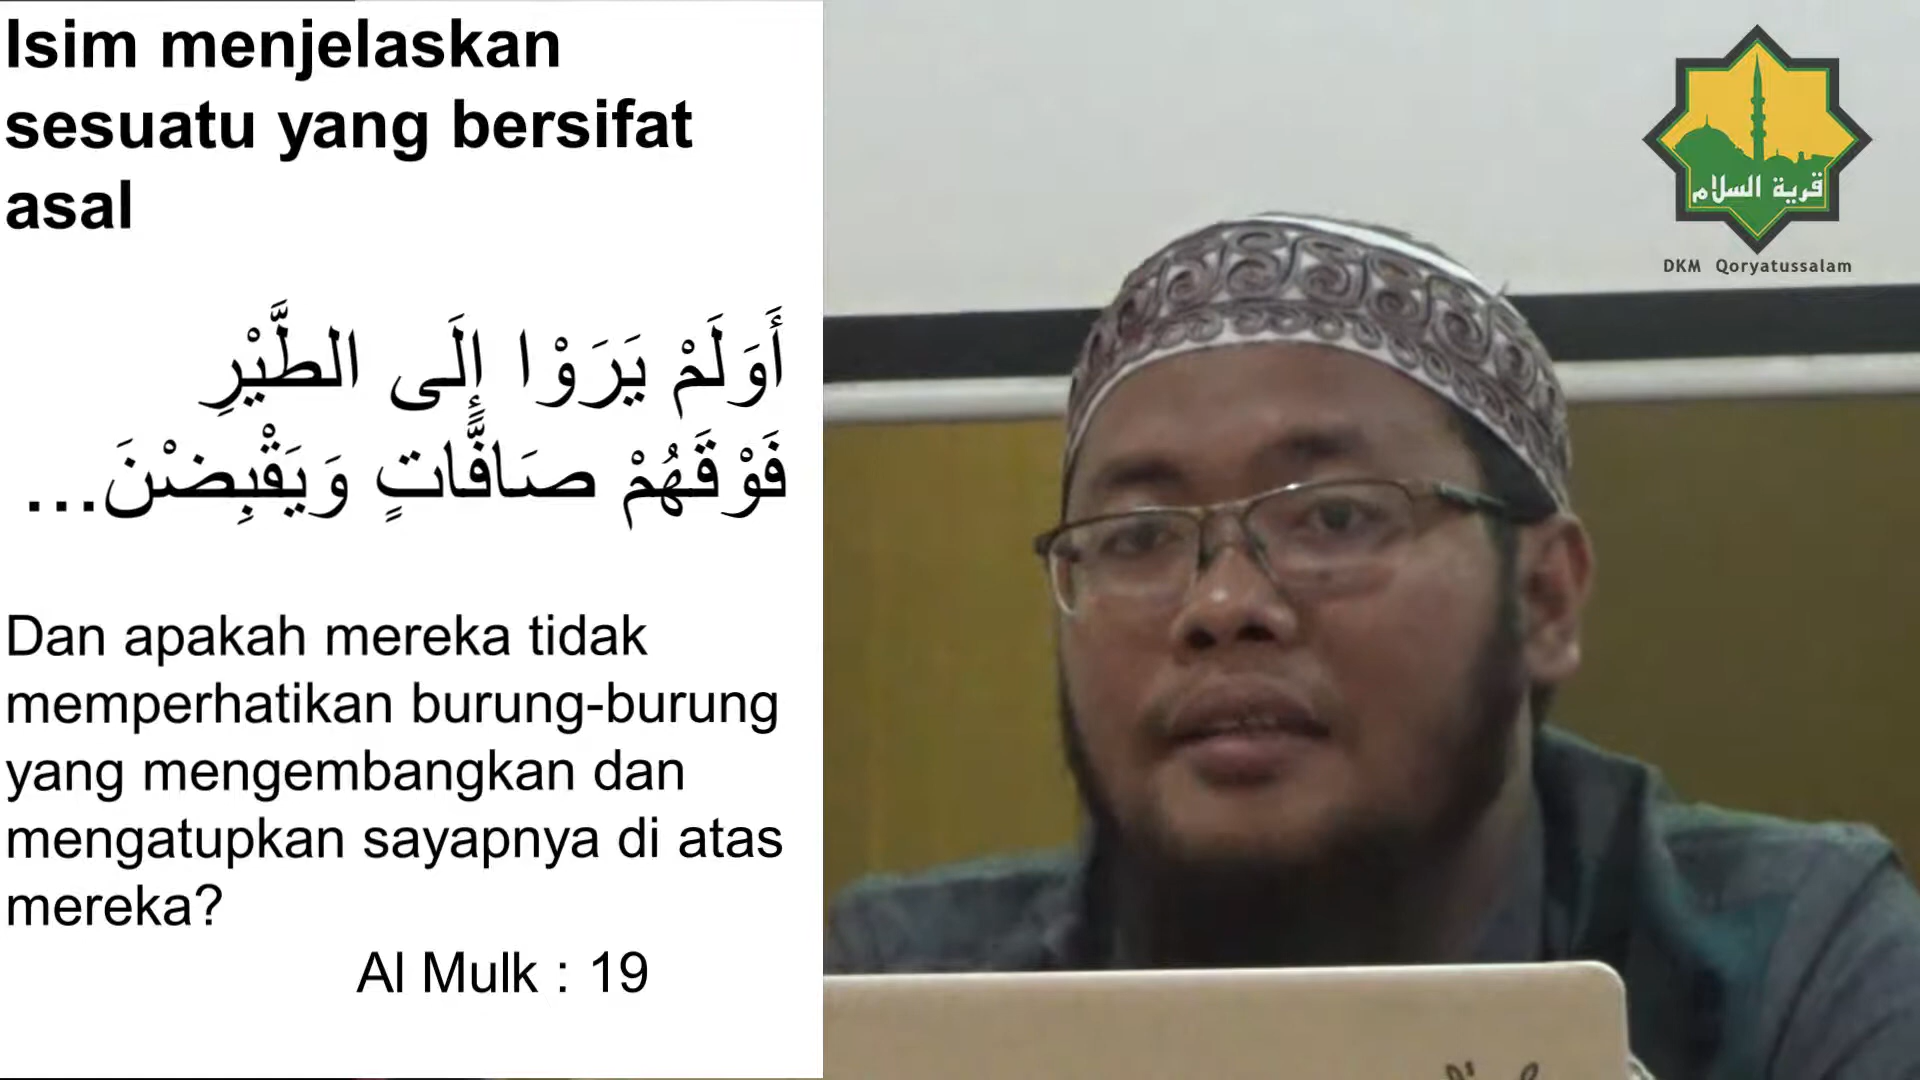 Isim menjelaskan
sesuatu yang bersifat
asal
أَوَلَمْ يَرَوْا إِلَى الطَّيْرِ
فَوْقَهُمْ صَافَّاتٍ وَيَقْبِضْنَ...
Dan apakah mereka tidak
memperhatikan burung-burung
yang mengembangkan dan
mengatupkan sayapnya di atas
mereka?
Al Mulk : 19
قرية السلام
DKM Qoryatussalam